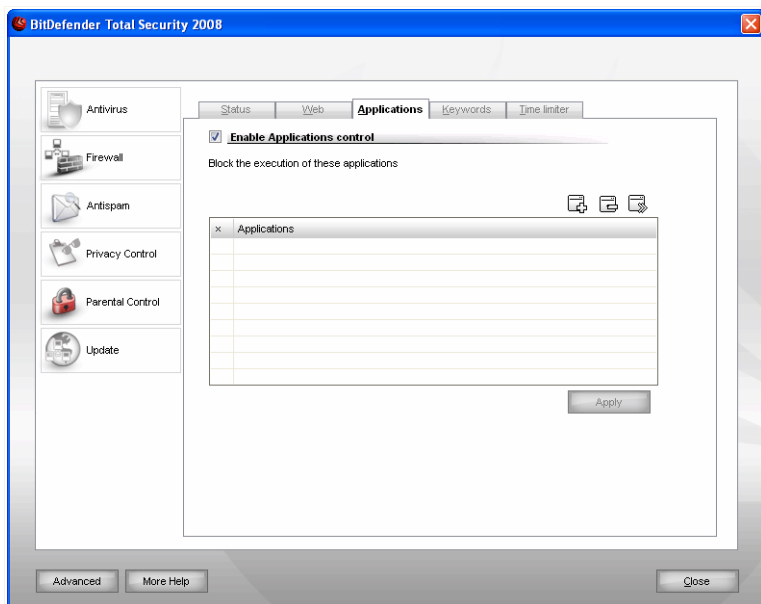 BitDefender Total Security 2008
Antivirus
Firewall
Antispam
Privacy Control
Parental Control
Update
Status Web Applications Keywords Time limiter
Enable Applications control
Block the execution of these applications
× Applications
Apply
Advanced More Help Close